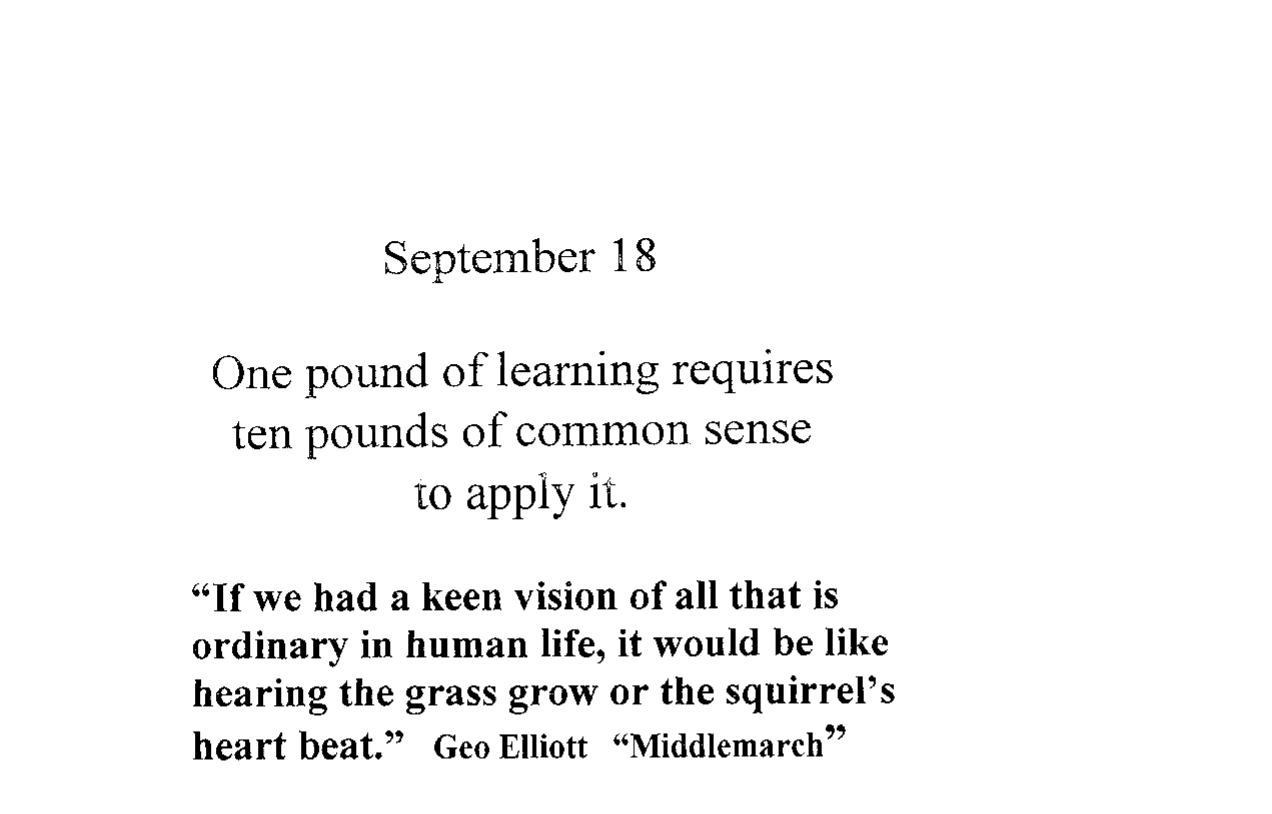 September 18
One pound of learning requires
ten pounds of common sense
to apply it.
“If we had a keen vision of all that is
ordinary in human life, it would be like
hearing the grass grow or the squirrel’s
heart beat.” Geo Elliott “Middlemarch”